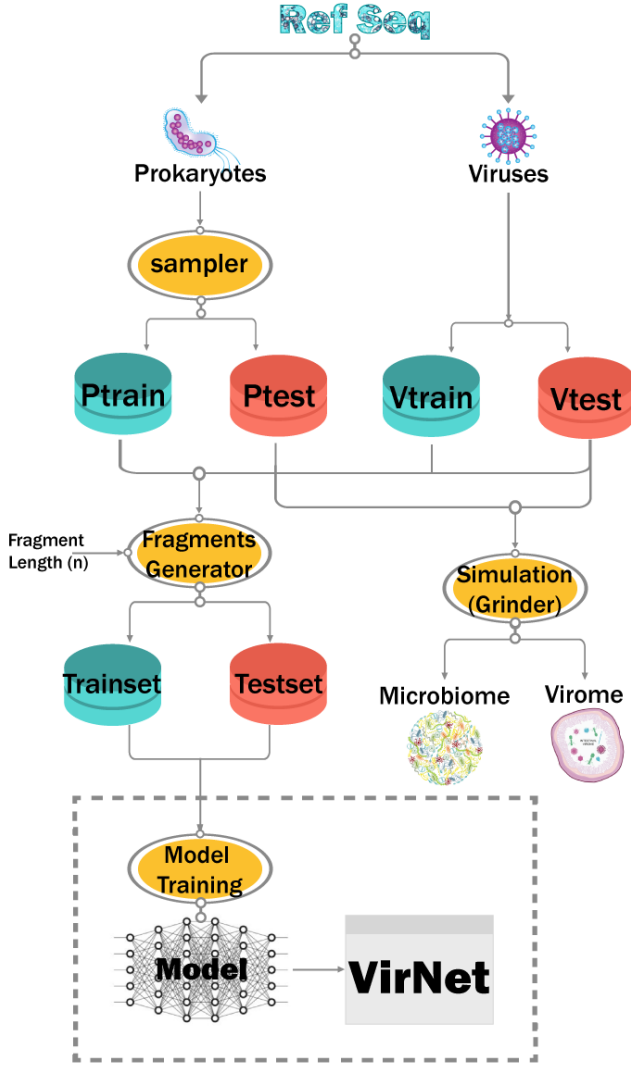 Ref Seq
Prokaryotes
Viruses
sampler
Ptrain
Ptest
Vtrain
Vtest
Fragment
Length (n)
Fragments
Generator
Simulation
(Grinder)
Trainset
Testset
Microbiome
Virome
Model
Training
Model
VirNet